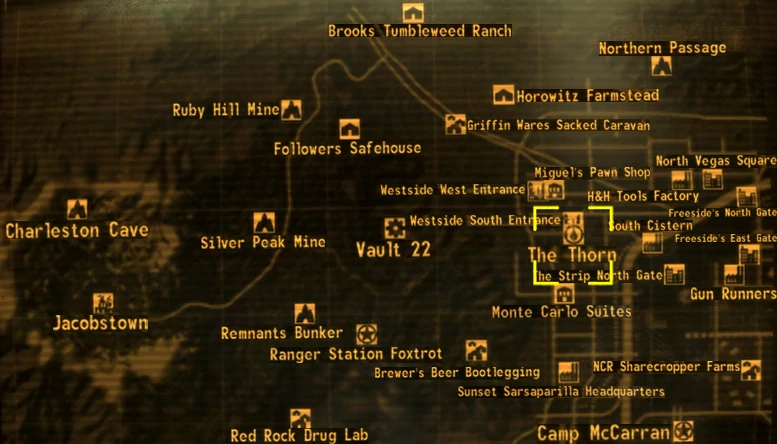 Brooks Tumbleweed Ranch
Northern Passage
Horowitz Farmstead
Ruby Hill Mine
Griffin Wares Sacked Caravan
Followers Safehouse
North Vegas Square
Miguel's Pawn Shop
Westside West Entrance
H&H Tools Factory
Charleston Cave
Silver Peak Mine
Vault 22
Westside South Entrance
Freeside's North Gate
South Cistern
Freeside's East Gate
The Thorn
The Strip North Gate
Gun Runners
Jacobstown
Monte Carlo Suites
Remnants Bunker
Ranger Station Foxtrot
Brewer's Beer Bootlegging
NCR Sharecropper Farms
Sunset Sarsaparilla Headquarters
Red Rock Drug Lab
Camp McCarran